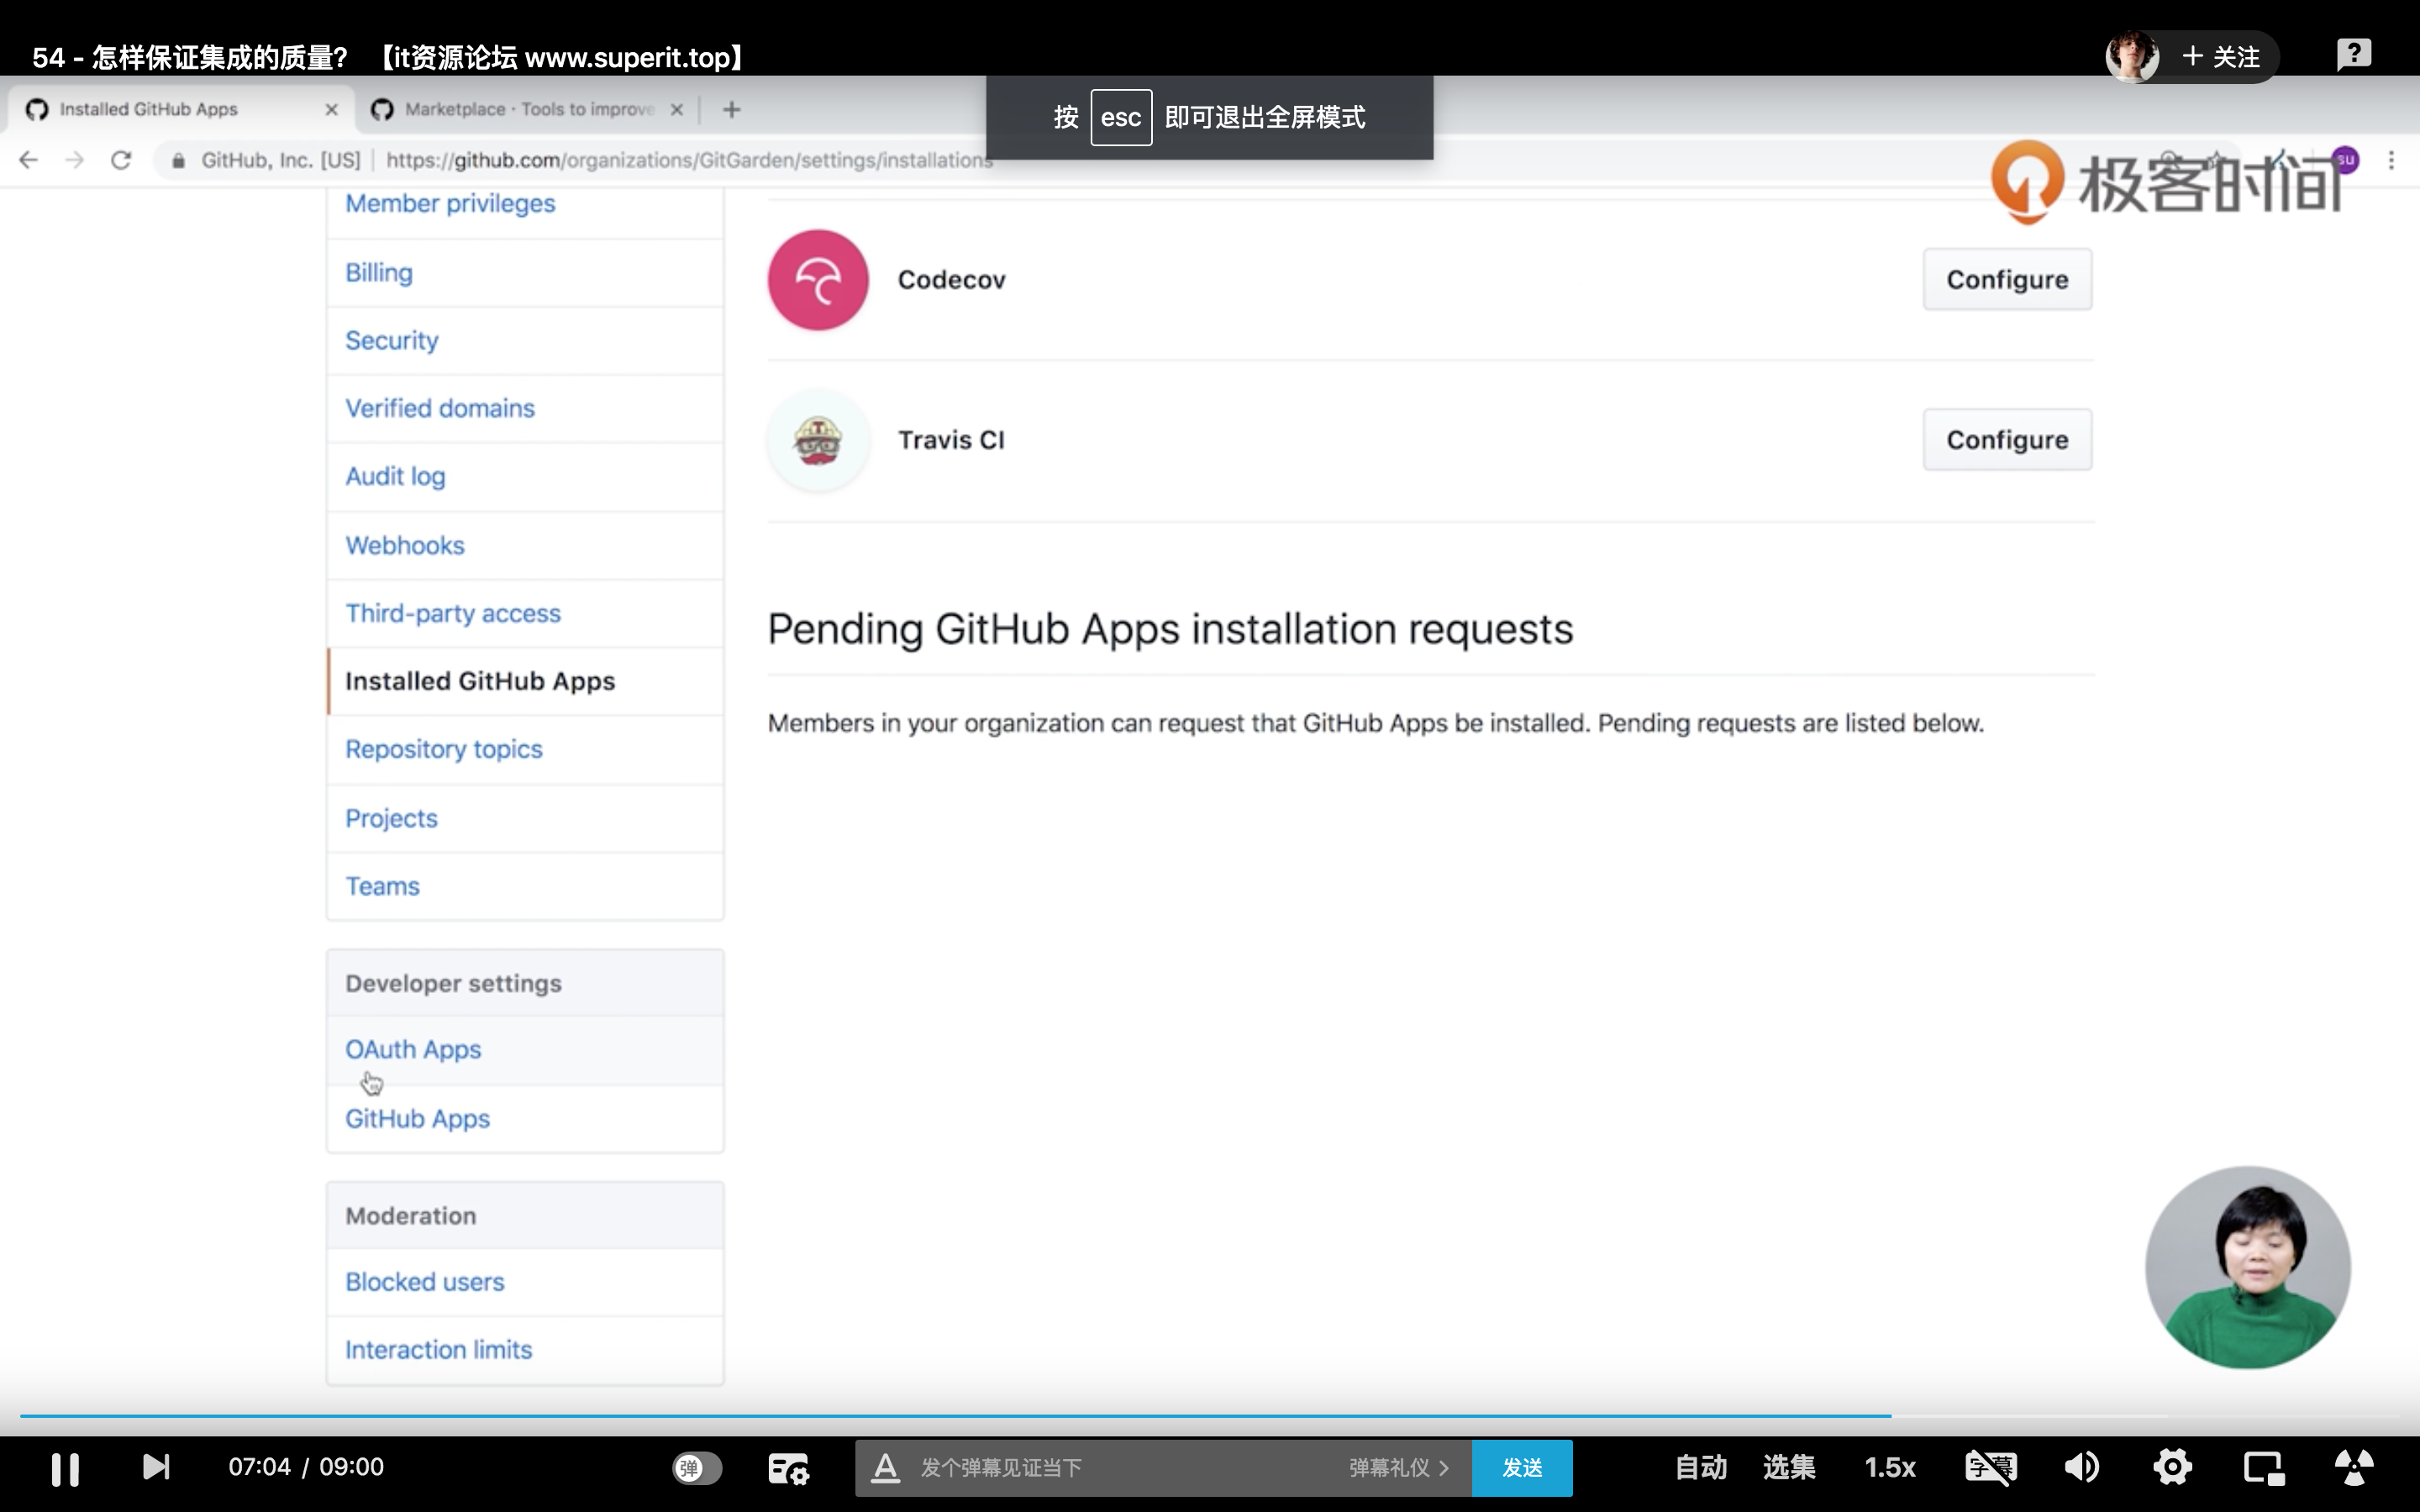 54 - 怎样保证集成的质量? 【it资源论坛 www.superit.top】
+ 关注
Installed GitHub Apps
Marketplace · Tools to improve
按 esc 即可退出全屏模式
GitHub, Inc. [US] | https://github.com/organizations/GitGarden/settings/installations
su
极客时间
Member privileges
Billing
Security
Verified domains
Audit log
Webhooks
Third-party access
Installed GitHub Apps
Repository topics
Projects
Teams
Developer settings
OAuth Apps
GitHub Apps
Moderation
Blocked users
Interaction limits
Codecov
Configure
Travis CI
Configure
Pending GitHub Apps installation requests
Members in your organization can request that GitHub Apps be installed. Pending requests are listed below.
07:04 / 09:00
弹
发个弹幕见证当下
弹幕礼仪 >
发送
自动
选集
1.5x
字幕